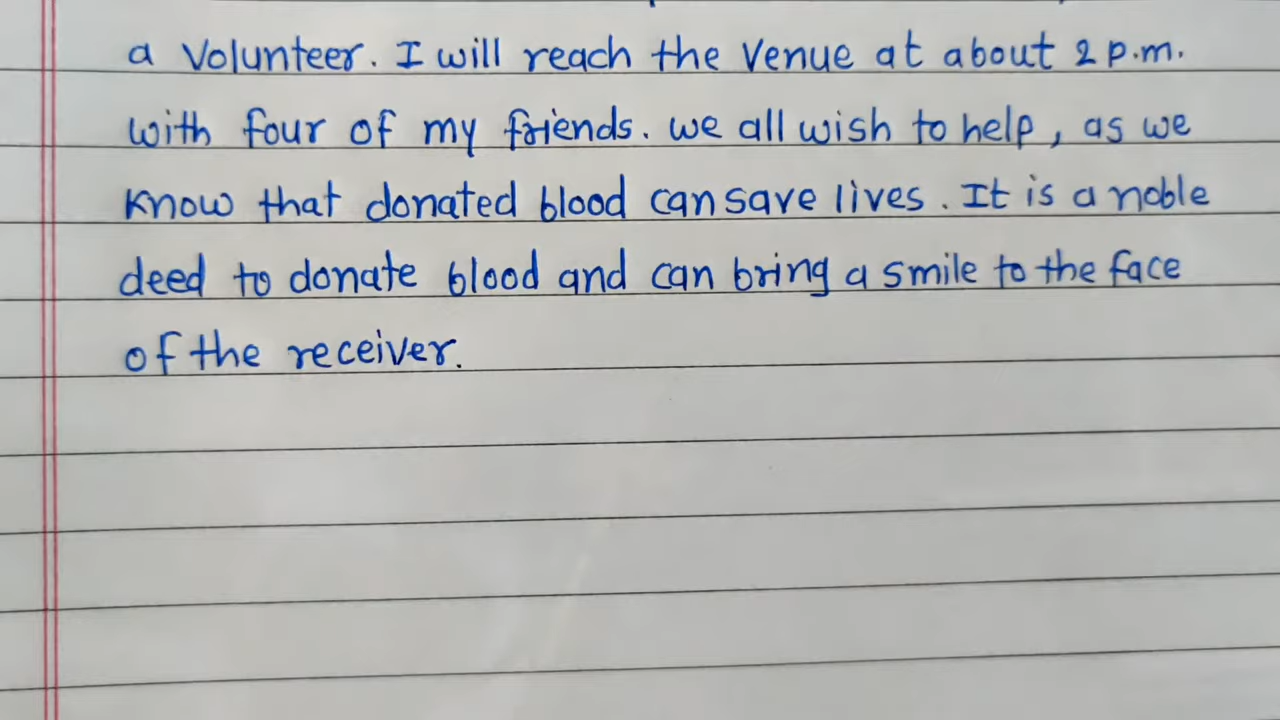 a Volunteer. I will reach the venue at about 2 p.m.
with four of my friends. we all wish to help, as we
know that donated blood can save lives. It is a noble
deed to donate blood and can bring a smile to the face
of the receiver.